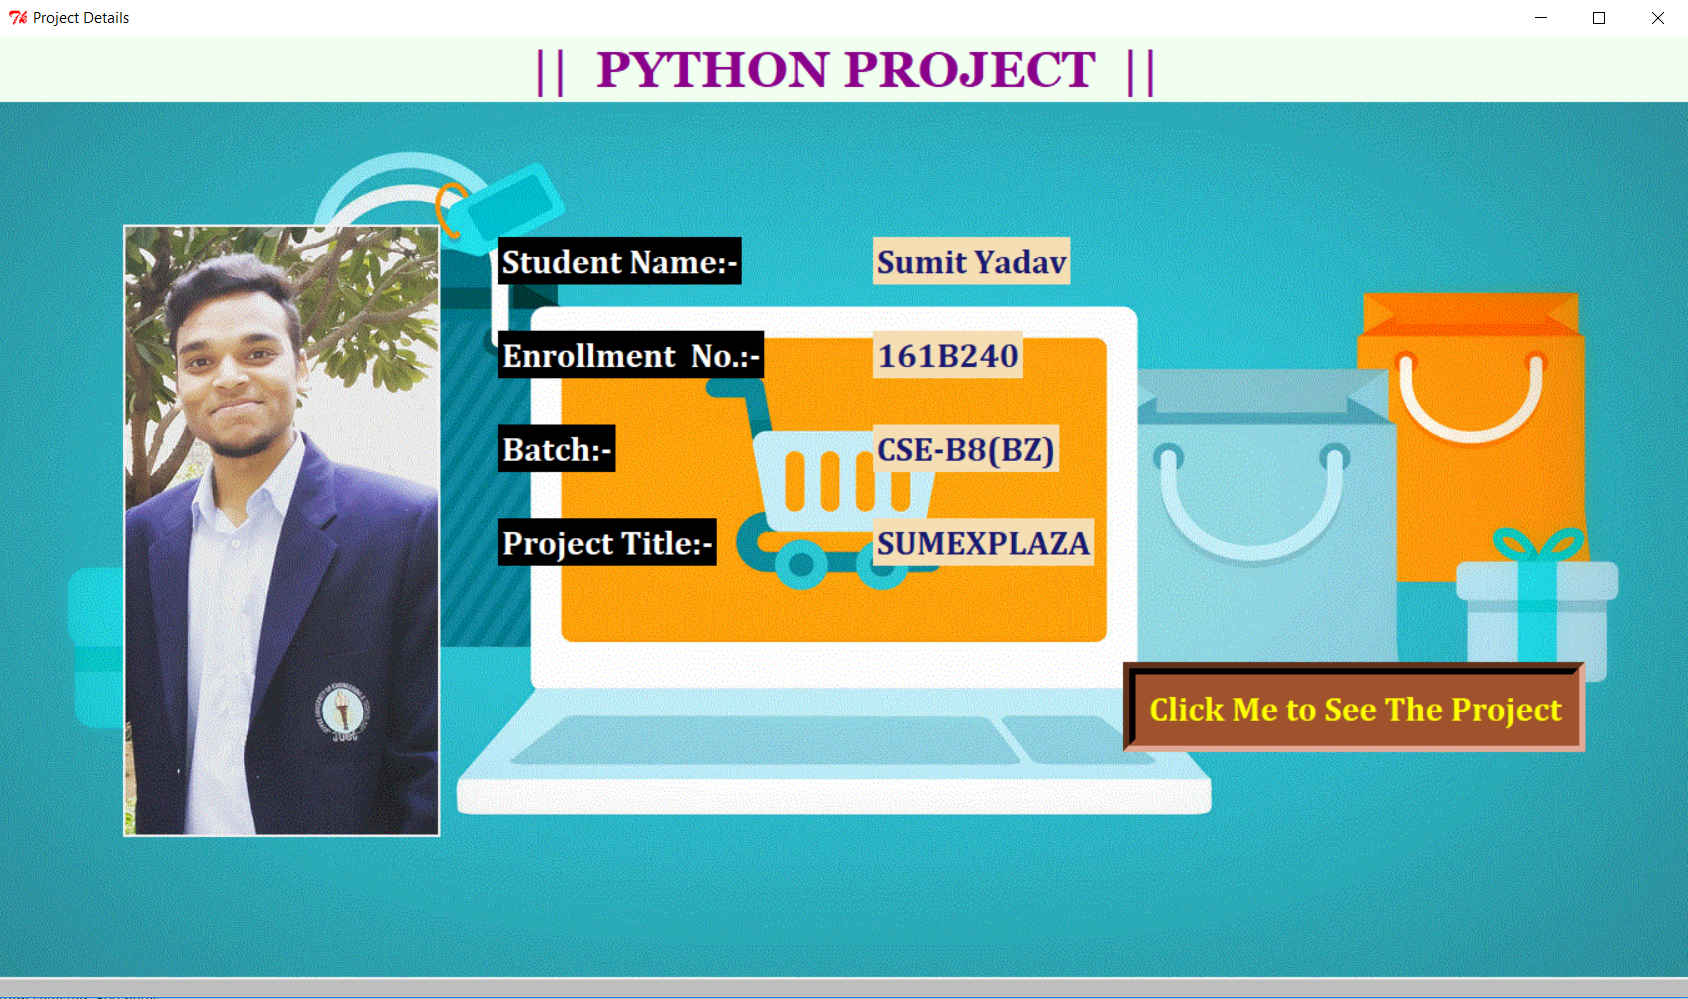 Project Details
|| PYTHON PROJECT ||
Student Name:- Sumit Yadav
Enrollment No.:- 161B240
Batch:- CSE-B8(BZ)
Project Title:- SUMEXPLAZA
JUET
Click Me to See The Project